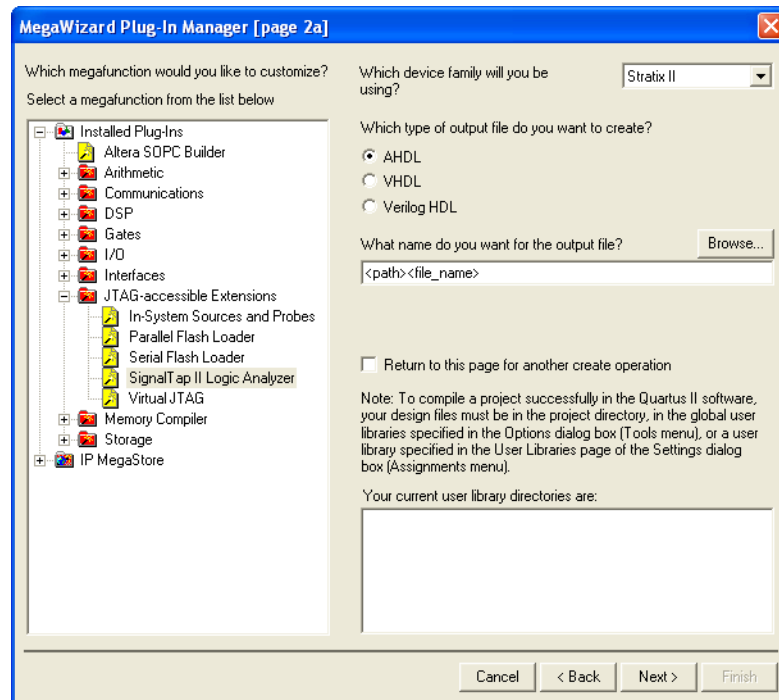 MegaWizard Plug-In Manager [page 2a]
Which megafunction would you like to customize?
Select a megafunction from the list below
Installed Plug-Ins
Altera SOPC Builder
Arithmetic
Communications
DSP
Gates
I/O
Interfaces
JTAG-accessible Extensions
In-System Sources and Probes
Parallel Flash Loader
Serial Flash Loader
SignalTap II Logic Analyzer
Virtual JTAG
Memory Compiler
Storage
IP MegaStore
Which device family will you be
using?
Stratix II
Which type of output file do you want to create?
AHDL
VHDL
Verilog HDL
What name do you want for the output file?
Browse...
<path><file_name>
Return to this page for another create operation
Note: To compile a project successfully in the Quartus II software,
your design files must be in the project directory, in the global user
libraries specified in the Options dialog box (Tools menu), or a user
library specified in the User Libraries page of the Settings dialog
box (Assignments menu).
Your current user library directories are:
Cancel
< Back
Next >
Finish